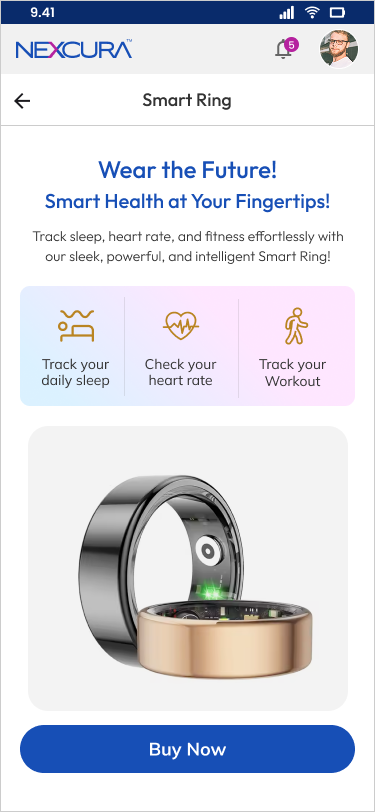 9.41
NEXCURA™
5
Smart Ring
Wear the Future!
Smart Health at Your Fingertips!
Track sleep, heart rate, and fitness effortlessly with
our sleek, powerful, and intelligent Smart Ring!
Track your
daily sleep
Check your
heart rate
Track your
Workout
Buy Now